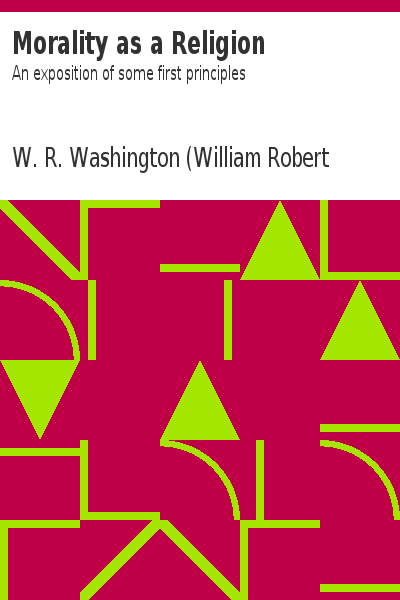 Morality as a Religion
An exposition of some first principles
W. R. Washington (William Robert